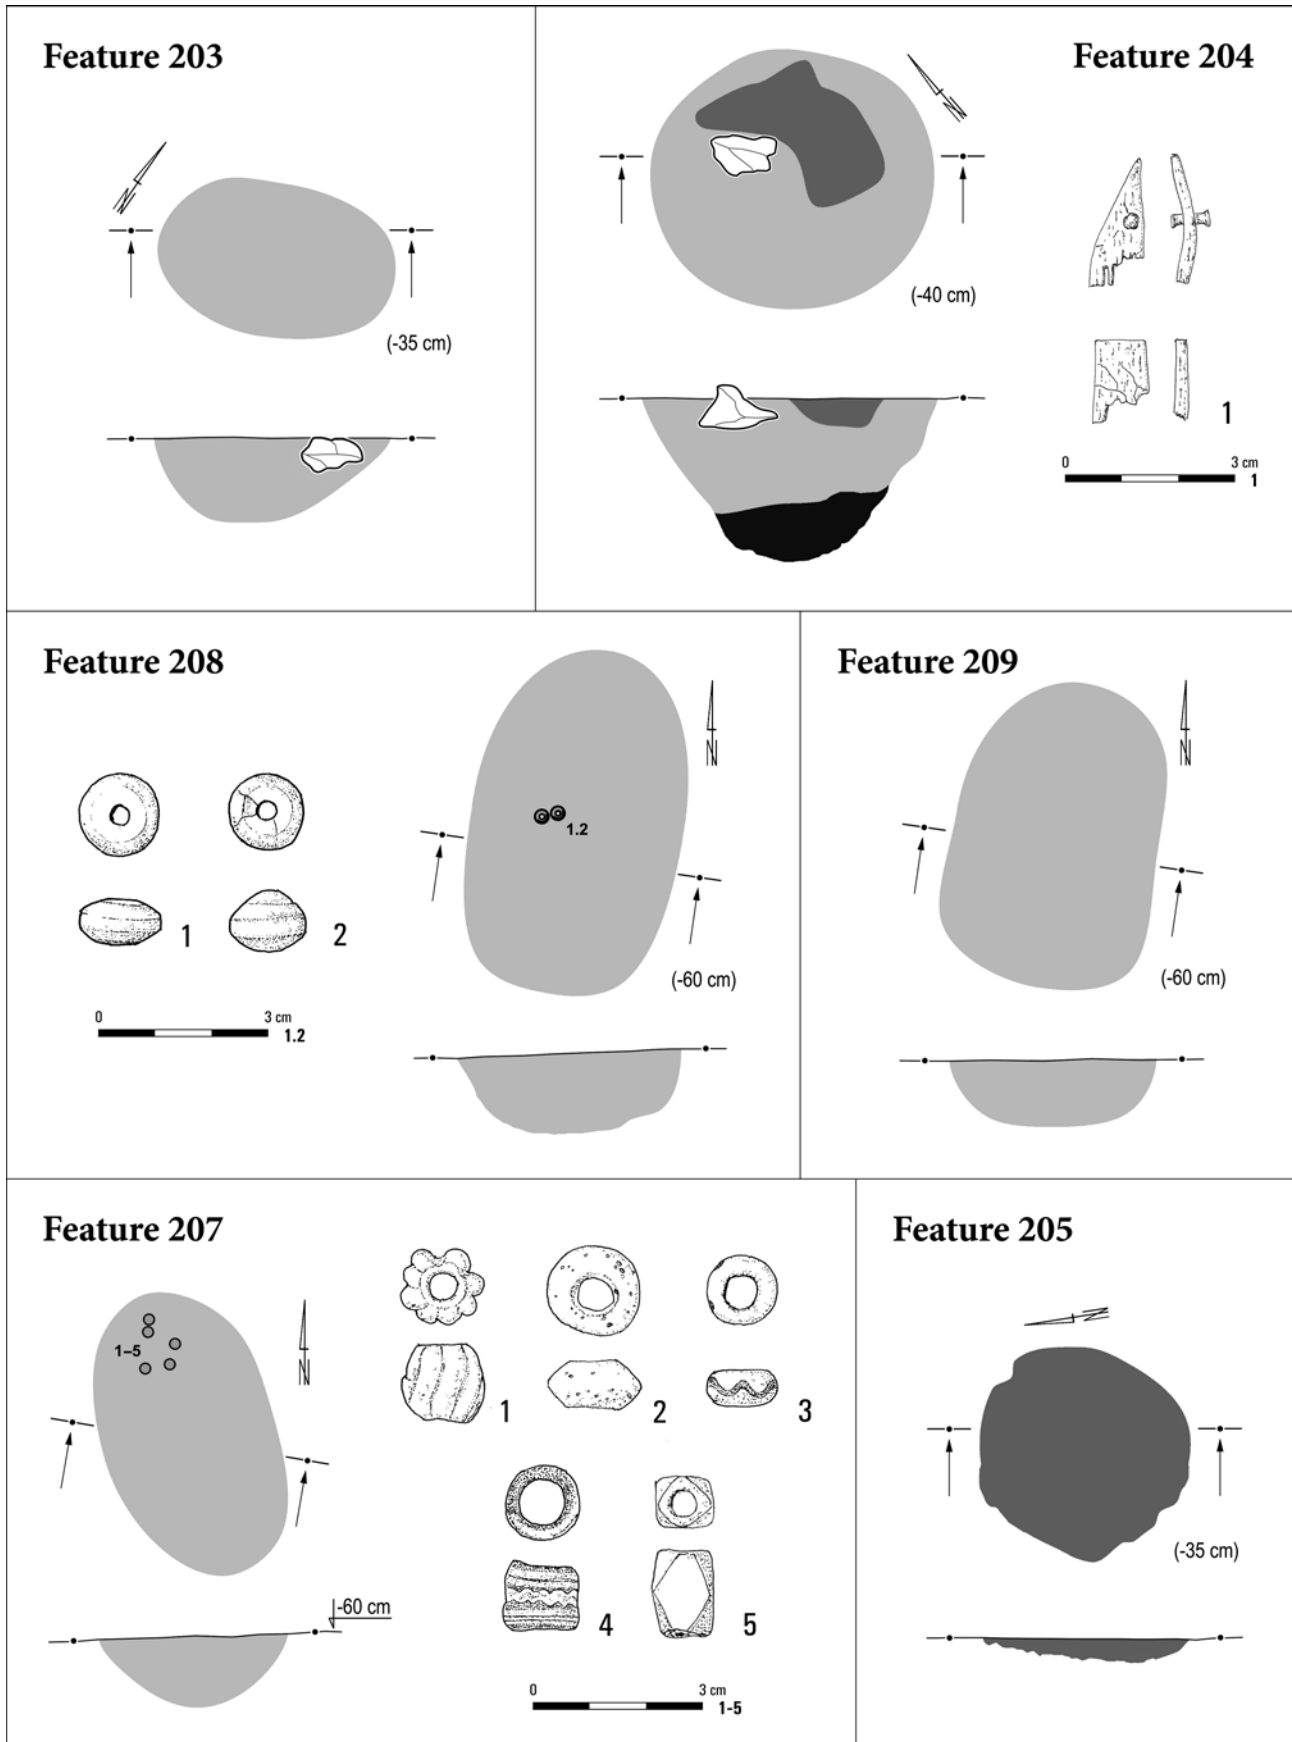 Feature 203
N
(-35 cm)
Feature 204
N
(-40 cm)
1
0 3 cm
1
Feature 208
1 2
0 3 cm
1.2
N
1.2
(-60 cm)
Feature 209
N
(-60 cm)
Feature 207
1–5
N
-60 cm
1 2 3
4 5
0 3 cm
1-5
Feature 205
N
(-35 cm)